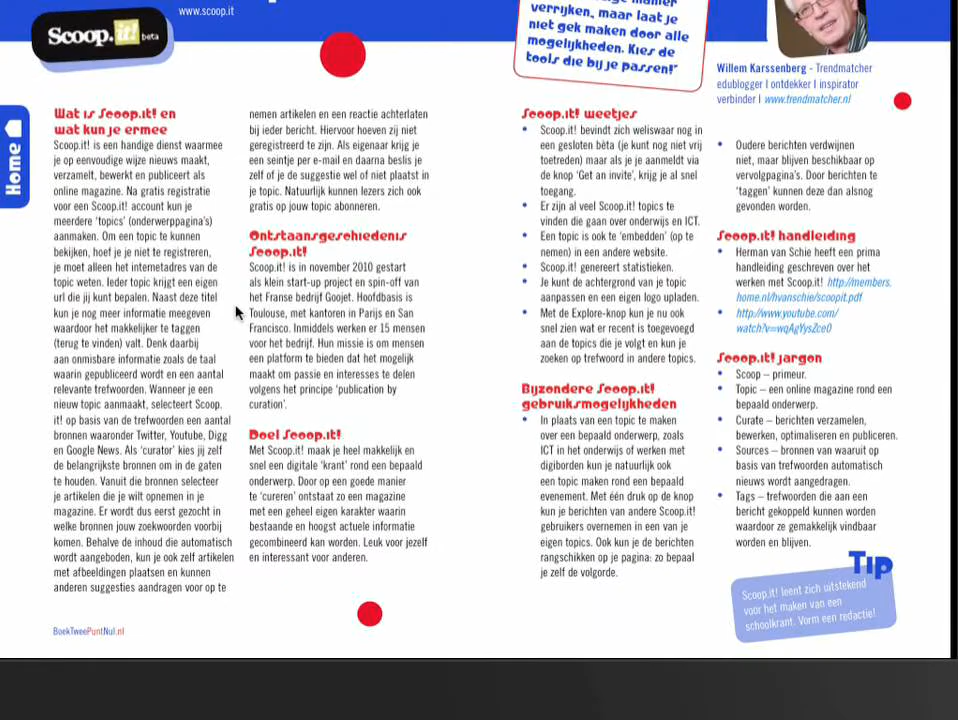 www.scoop.it
Scoop.it! beta
verrijken, maar laat je
niet gek maken door alle
mogelijkheden. Kies de
tools die bij je passen!"
Willem Karssenberg - Trendmatcher
edublogger I ontdekker I inspirator
verbinder I www.trendmatcher.nl
Home
Wat is Scoop.it! en
wat kun je ermee
Scoop.it! is een handige dienst waarmee
je op eenvoudige wijze nieuws maakt,
verzamelt, bewerkt en publiceert als
online magazine. Na gratis registratie
voor een Scoop.it! account kun je
meerdere 'topics' (onderwerppagina's)
aanmaken. Om een topic te kunnen
bekijken, hoef je je niet te registreren,
je moet alleen het internetadres van de
topic weten. Ieder topic krijgt een eigen
url die jij kunt bepalen. Naast deze titel
kun je nog meer informatie meegeven
waardoor het makkelijker te taggen
(terug te vinden) valt. Denk daarbij
aan onmisbare informatie zoals de taal
waarin gepubliceerd wordt en een aantal
relevante trefwoorden. Wanneer je een
nieuw topic aanmaakt, selecteert Scoop.
it! op basis van de trefwoorden een aantal
bronnen waaronder Twitter, Youtube, Digg
en Google News. Als 'curator' kies jij zelf
de belangrijkste bronnen om in de gaten
te houden. Vanuit die bronnen selecteer
je artikelen die je wilt opnemen in je
magazine. Er wordt dus eerst gezocht in
welke bronnen jouw zoekwoorden voorbij
komen. Behalve de inhoud die automatisch
wordt aangeboden, kun je ook zelf artikelen
met afbeeldingen plaatsen en kunnen
anderen suggesties aandragen voor op te
nemen artikelen en een reactie achterlaten
bij ieder bericht. Hiervoor hoeven zij niet
geregistreerd te zijn. Als eigenaar krijg je
een seintje per e-mail en daarna beslis je
zelf of je de suggestie wel of niet plaatst in
je topic. Natuurlijk kunnen lezers zich ook
gratis op jouw topic abonneren.
Ontstaansgeschiedenis
Scoop.it!
Scoop.it! is in november 2010 gestart
als klein start-up project en spin-off van
het Franse bedrijf Goojet. Hoofdbasis is
Toulouse, met kantoren in Parijs en San
Francisco. Inmiddels werken er 15 mensen
voor het bedrijf. Hun missie is om mensen
een platform te bieden dat het mogelijk
maakt om passie en interesses te delen
volgens het principe 'publication by
curation'.
Doel Scoop.it!
Met Scoop.it! maak je heel makkelijk en
snel een digitale 'krant' rond een bepaald
onderwerp. Door op een goede manier
te 'cureren' ontstaat zo een magazine
met een geheel eigen karakter waarin
bestaande en hoogst actuele informatie
gecombineerd kan worden. Leuk voor jezelf
en interessant voor anderen.
Scoop.it! weetjes
• Scoop.it! bevindt zich weliswaar nog in
een gesloten bèta (je kunt nog niet vrij
toetreden) maar als je je aanmeldt via
de knop 'Get an invite', krijg je al snel
toegang.
• Er zijn al veel Scoop.it! topics te
vinden die gaan over onderwijs en ICT.
• Een topic is ook te 'embedden' (op te
nemen) in een andere website.
• Scoop.it! genereert statistieken.
• Je kunt de achtergrond van je topic
aanpassen en een eigen logo uploaden.
• Met de Explore-knop kun je nu ook
snel zien wat er recent is toegevoegd
aan de topics die je volgt en kun je
zoeken op trefwoord in andere topics.
Bijzondere Scoop.it!
gebruiksmogelijkheden
• In plaats van een topic te maken
over een bepaald onderwerp, zoals
ICT in het onderwijs of werken met
digiborden kun je natuurlijk ook
een topic maken rond een bepaald
evenement. Met één druk op de knop
kun je berichten van andere Scoop.it!
gebruikers overnemen in een van je
eigen topics. Ook kun je de berichten
rangschikken op je pagina: zo bepaal
je zelf de volgorde.
• Oudere berichten verdwijnen
niet, maar blijven beschikbaar op
vervolgpagina's. Door berichten te
'taggen' kunnen deze dan alsnog
gevonden worden.
Scoop.it! handleiding
• Herman van Schie heeft een prima
handleiding geschreven over het
werken met Scoop.it! http://members.
home.nl/hvanschie/scoopit.pdf
• http://www.youtube.com/
watch?v=wqAgYysZce0
Scoop.it! jargon
• Scoop – primeur.
• Topic – een online magazine rond een
bepaald onderwerp.
• Curate – berichten verzamelen,
bewerken, optimaliseren en publiceren.
• Sources – bronnen van waaruit op
basis van trefwoorden automatisch
nieuws wordt aangedragen.
• Tags – trefwoorden die aan een
bericht gekoppeld kunnen worden
waardoor ze gemakkelijk vindbaar
worden en blijven.
Tip
Scoop.it! leent zich uitstekend
voor het maken van een
schoolkrant. Vorm een redactie!
BoekTweePuntNul.nl